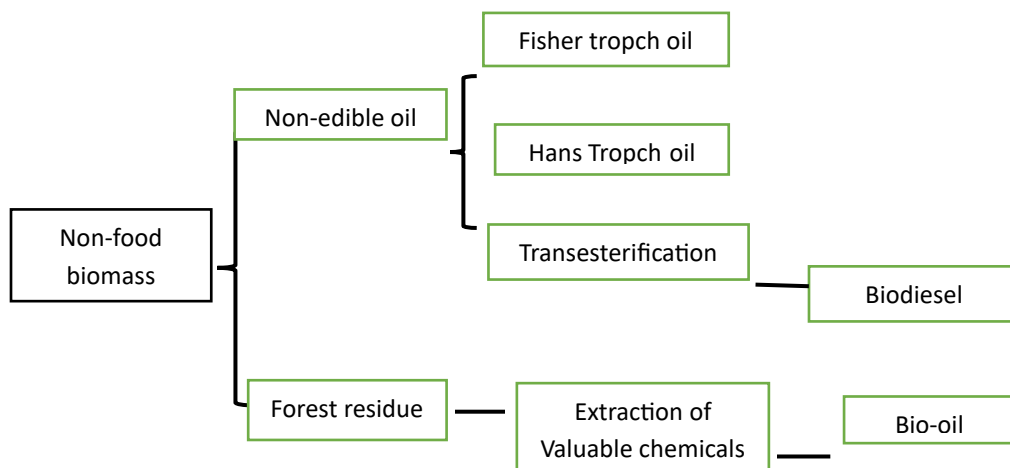 Fisher tropch oil
Non-edible oil
Hans Tropch oil
Non-food
biomass
Transesterification
Biodiesel
Forest residue
Extraction of
Valuable chemicals
Bio-oil